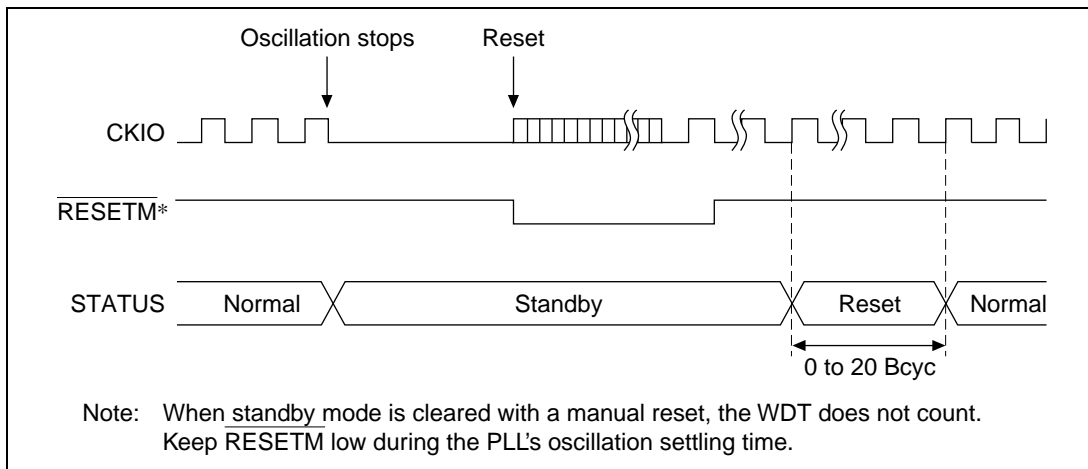 Oscillation stops Reset
CKIO
RESETM*
STATUS Normal Standby Reset Normal
0 to 20 Bcyc
Note: When standby mode is cleared with a manual reset, the WDT does not count.
Keep RESETM low during the PLL's oscillation settling time.